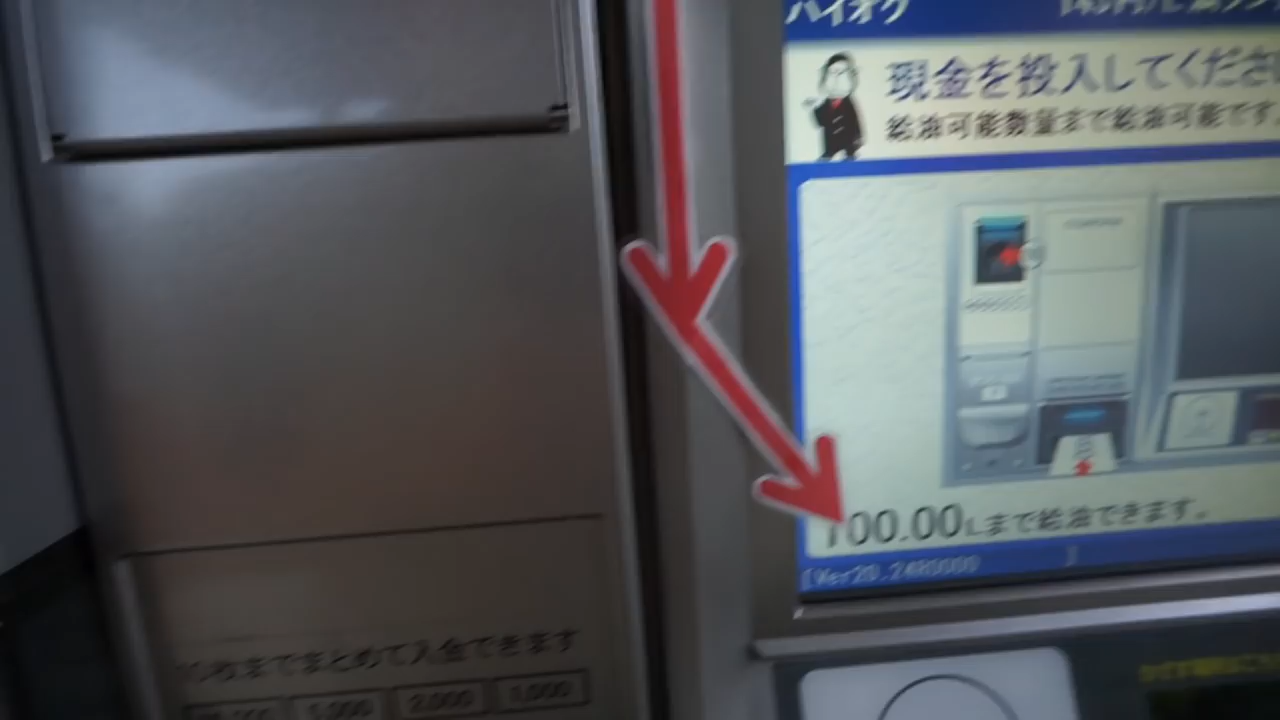 ハイオク
現金を投入してくださ
給油可能数量まで給油可能です。
100.00Lまで給油できます。
[Ver20.2480000 ]
枚までまとめて入金できます
2,000 1,000